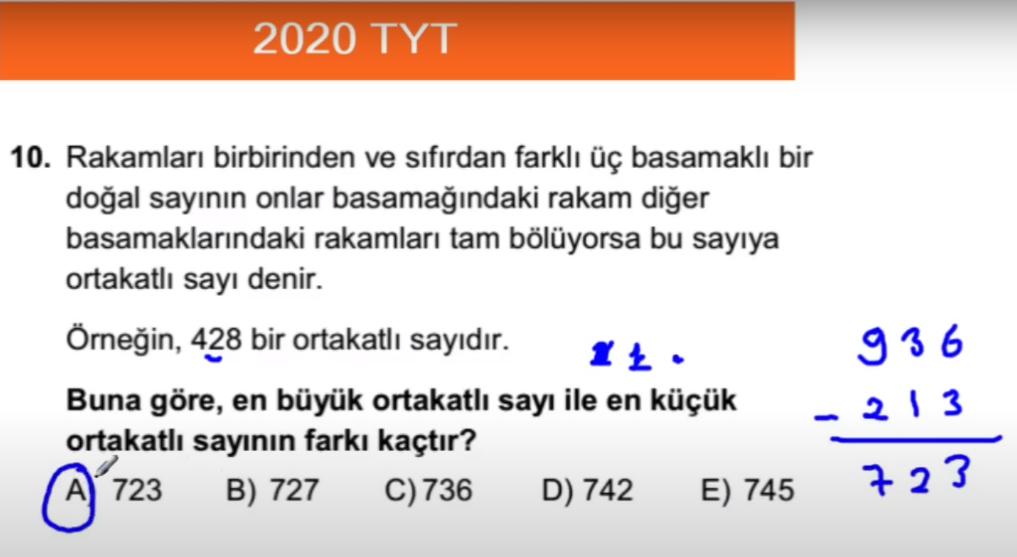 2020 TYT
10. Rakamları birbirinden ve sıfırdan farklı üç basamaklı bir
doğal sayının onlar basamağındaki rakam diğer
basamaklarındaki rakamları tam bölüyorsa bu sayıya
ortakatlı sayı denir.
Örneğin, 428 bir ortakatlı sayıdır.
Buna göre, en büyük ortakatlı sayı ile en küçük
ortakatlı sayının farkı kaçtır?
A) 723 B) 727 C) 736 D) 742 E) 745
936
- 213
723